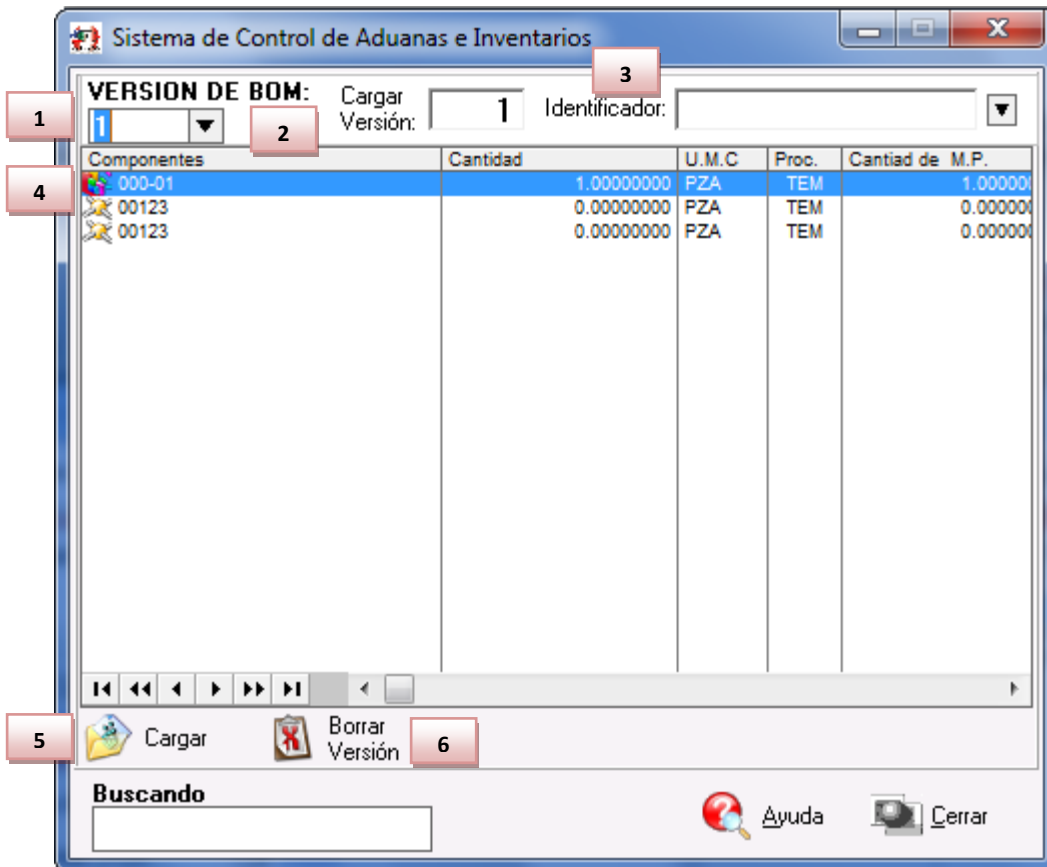 Sistema de Control de Aduanas e Inventarios
3
VERSION DE BOM: Cargar Versión: 1 Identificador:
1
1
2
Componentes Cantidad U.M.C Proc. Cantiad de M.P.
4
000-01 1.00000000 PZA TEM 1.000000
00123 0.00000000 PZA TEM 0.000000
00123 0.00000000 PZA TEM 0.000000
5
Cargar
Borrar
Versión
6
Buscando
Ayuda
Cerrar